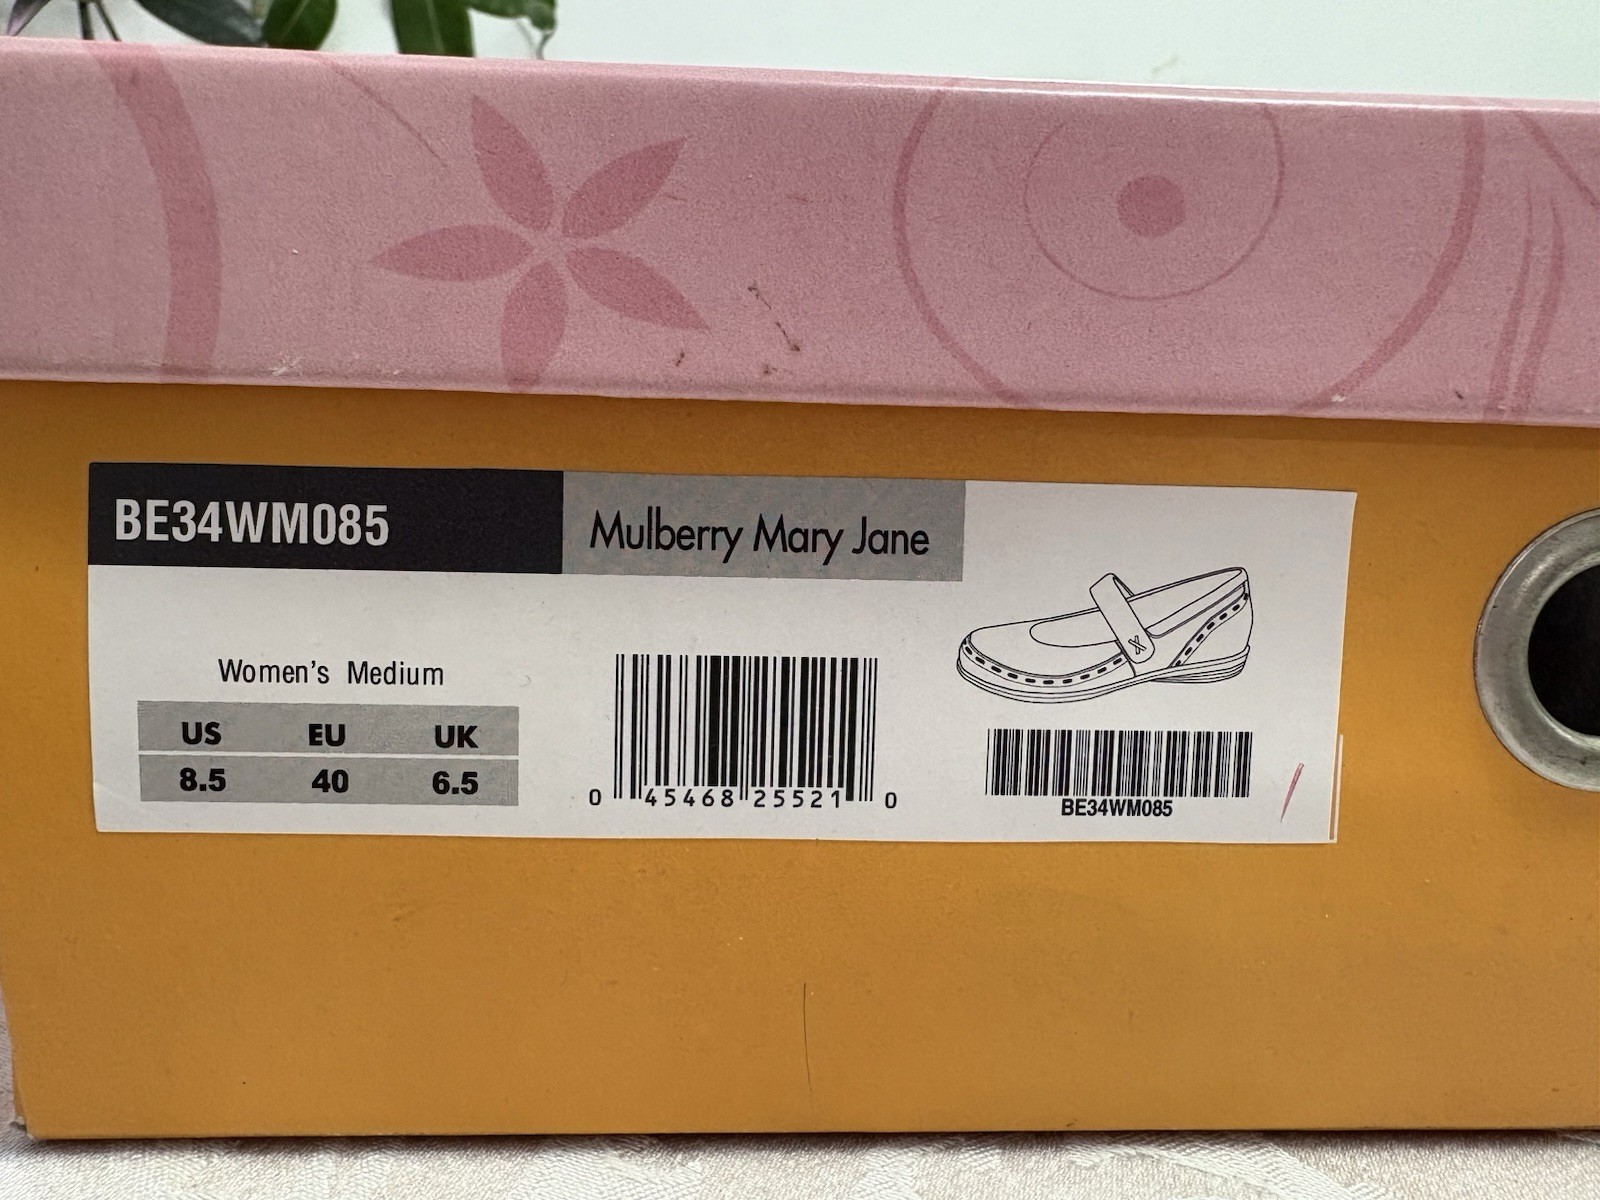 BE34WM085
Mulberry Mary Jane
Women's Medium
US EU UK
8.5 40 6.5
0 45468 25521 0
BE34WM085